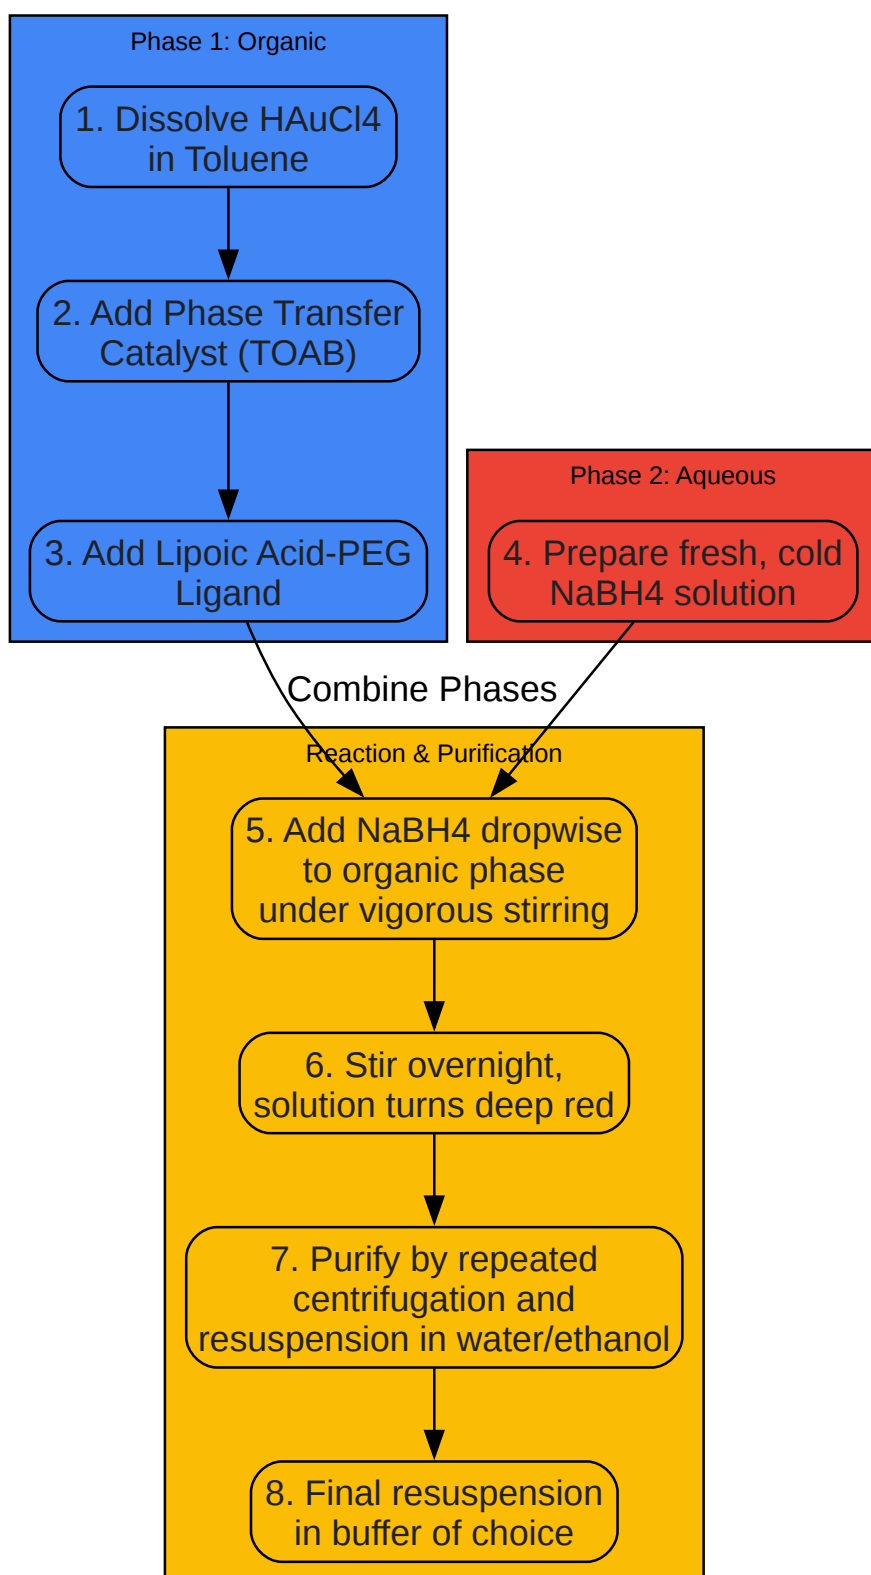 Phase 1: Organic
1. Dissolve HAuCl4
in Toluene
2. Add Phase Transfer
Catalyst (TOAB)
3. Add Lipoic Acid-PEG
Ligand
Phase 2: Aqueous
4. Prepare fresh, cold
NaBH4 solution
Combine Phases
Reaction & Purification
5. Add NaBH4 dropwise
to organic phase
under vigorous stirring
6. Stir overnight,
solution turns deep red
7. Purify by repeated
centrifugation and
resuspension in water/ethanol
8. Final resuspension
in buffer of choice